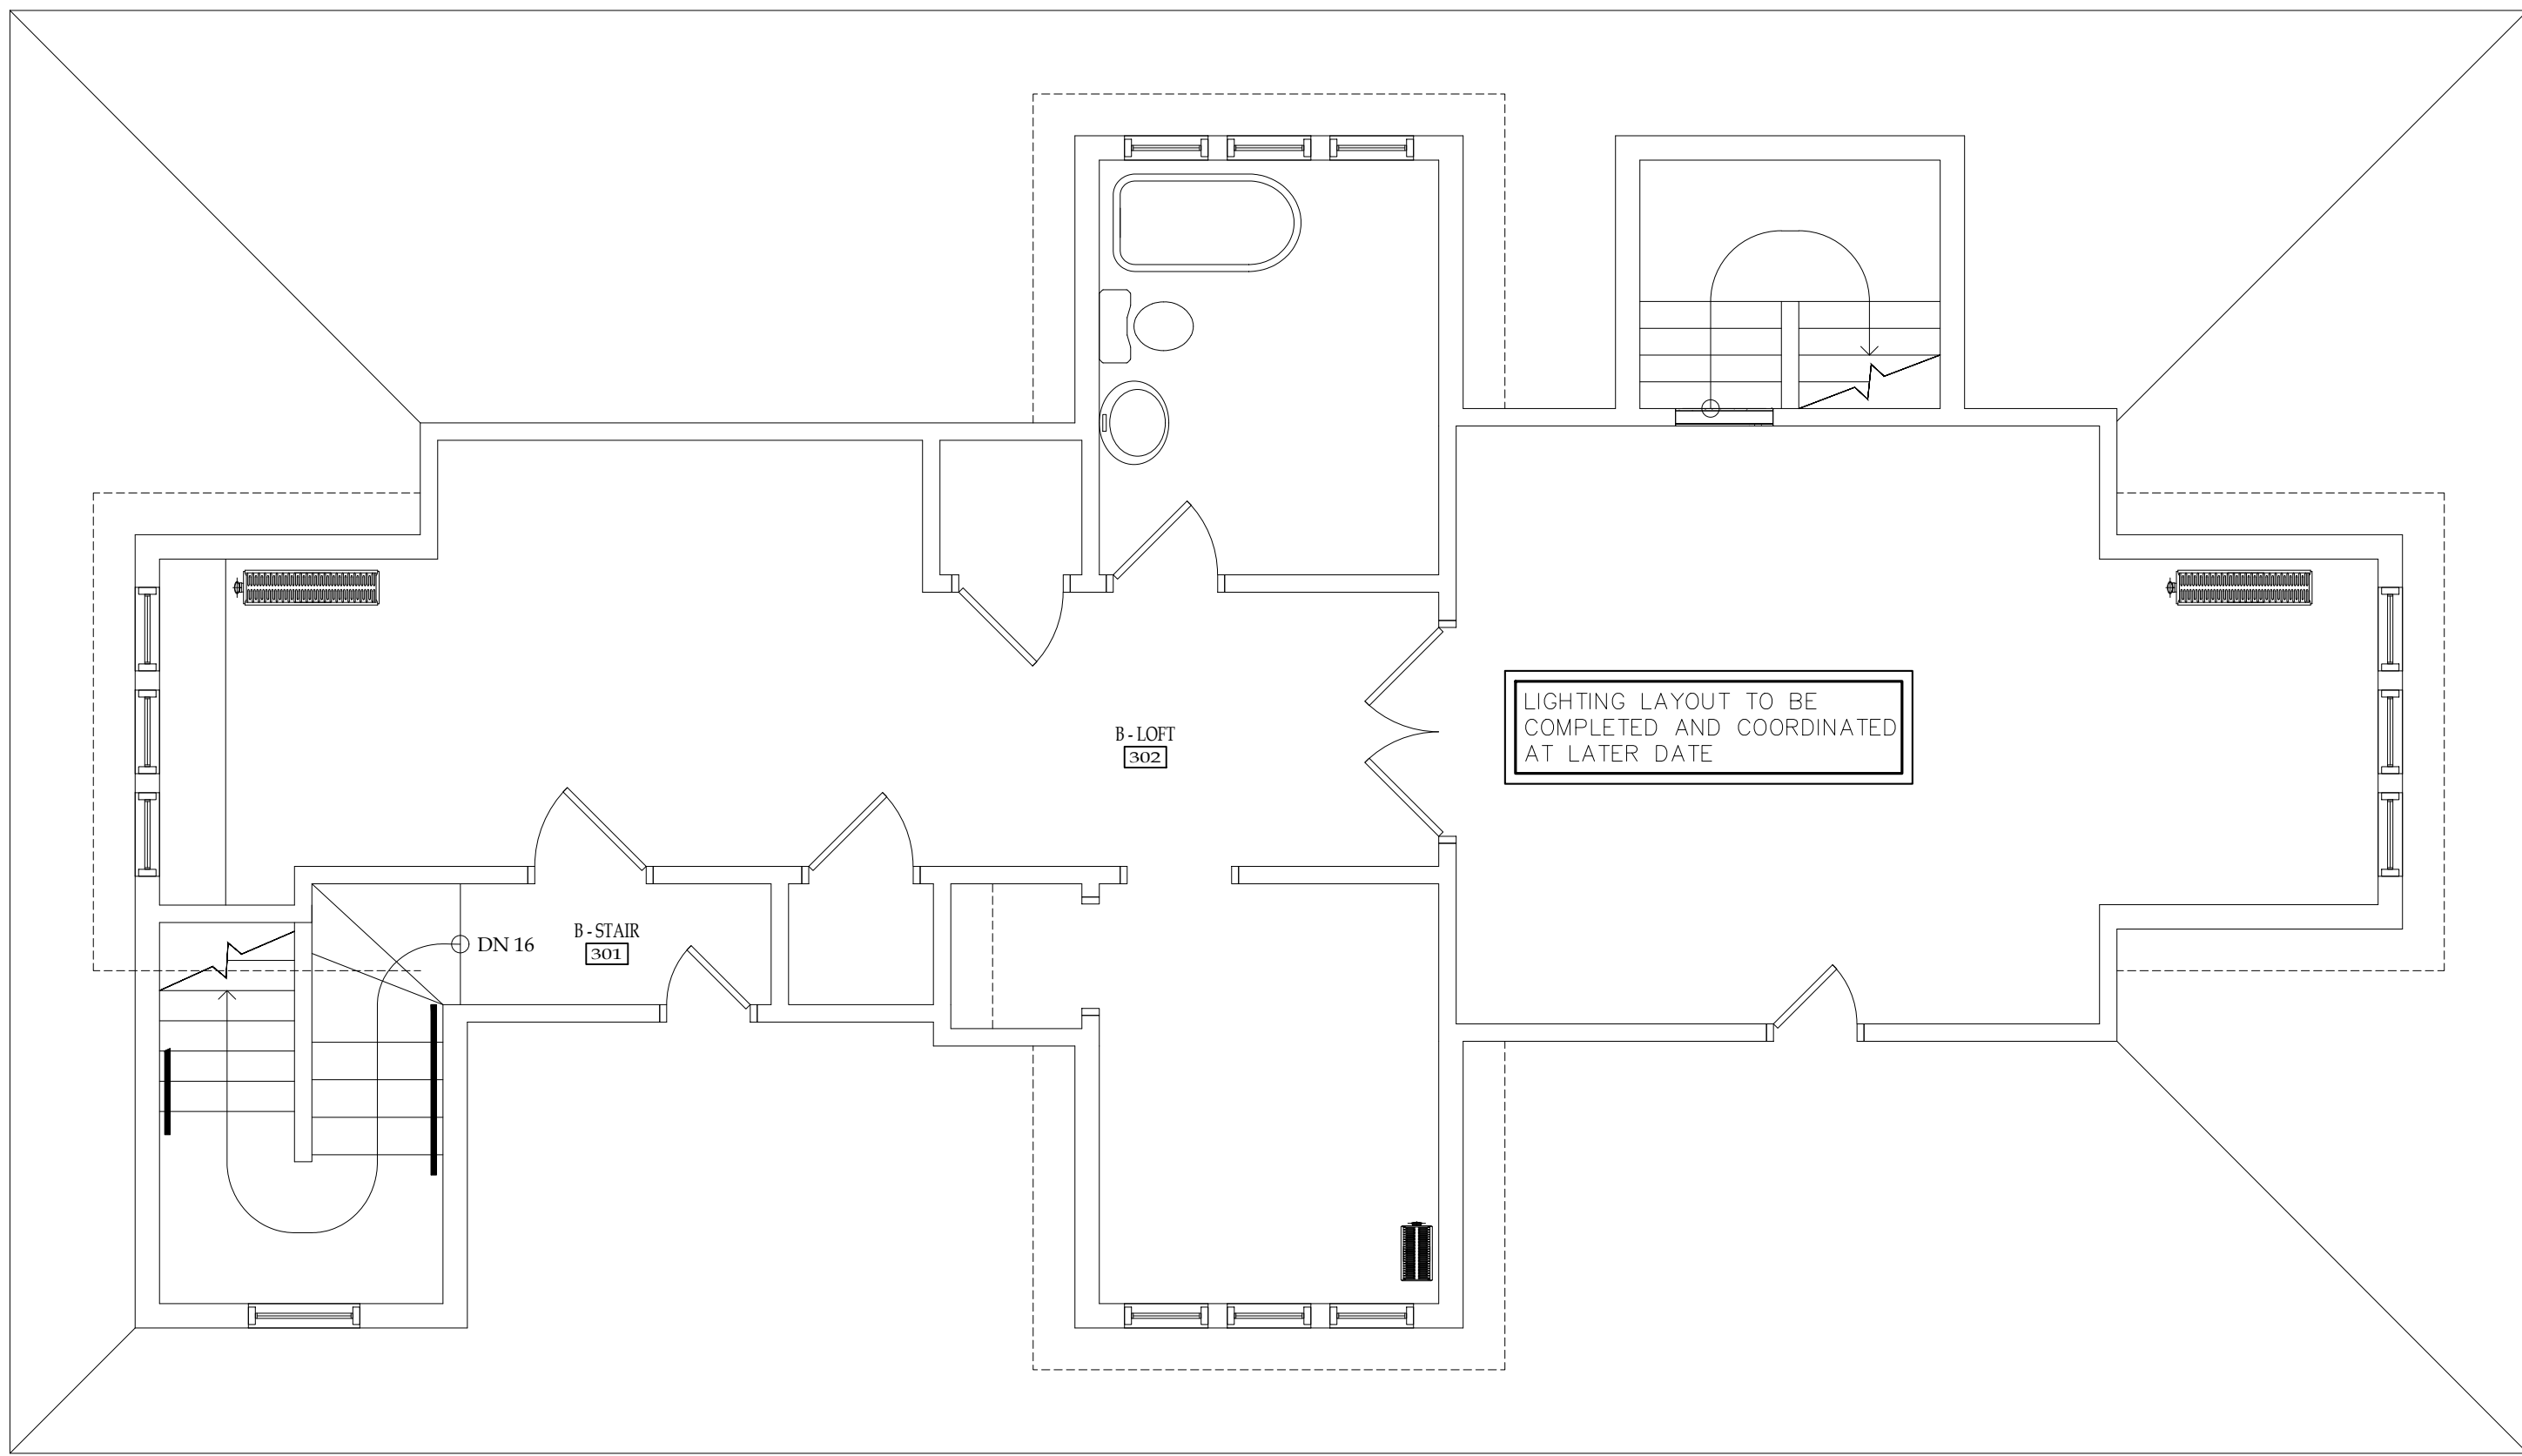 B - LOFT
302
LIGHTING LAYOUT TO BE
COMPLETED AND COORDINATED
AT LATER DATE
DN 16
B - STAIR
301